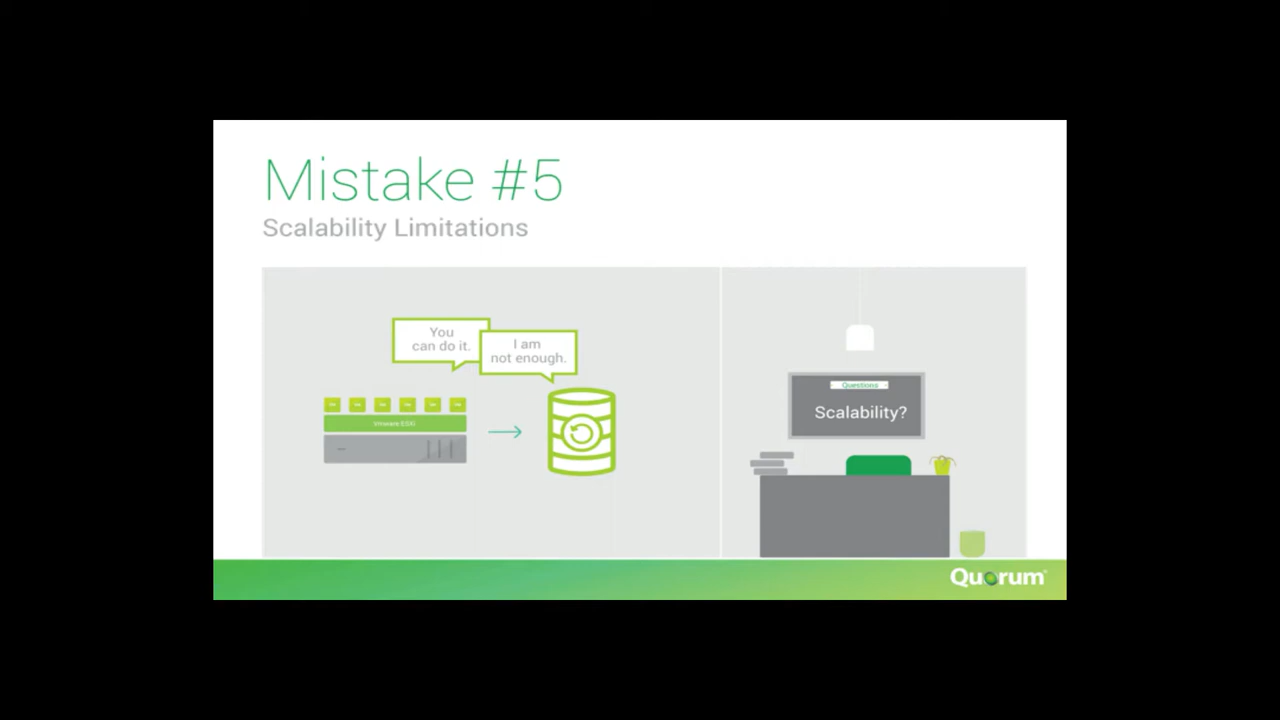 Mistake #5
Scalability Limitations
You
can do it.
I am
not enough.
vmware ESXi
Questions
Scalability?
Quorum